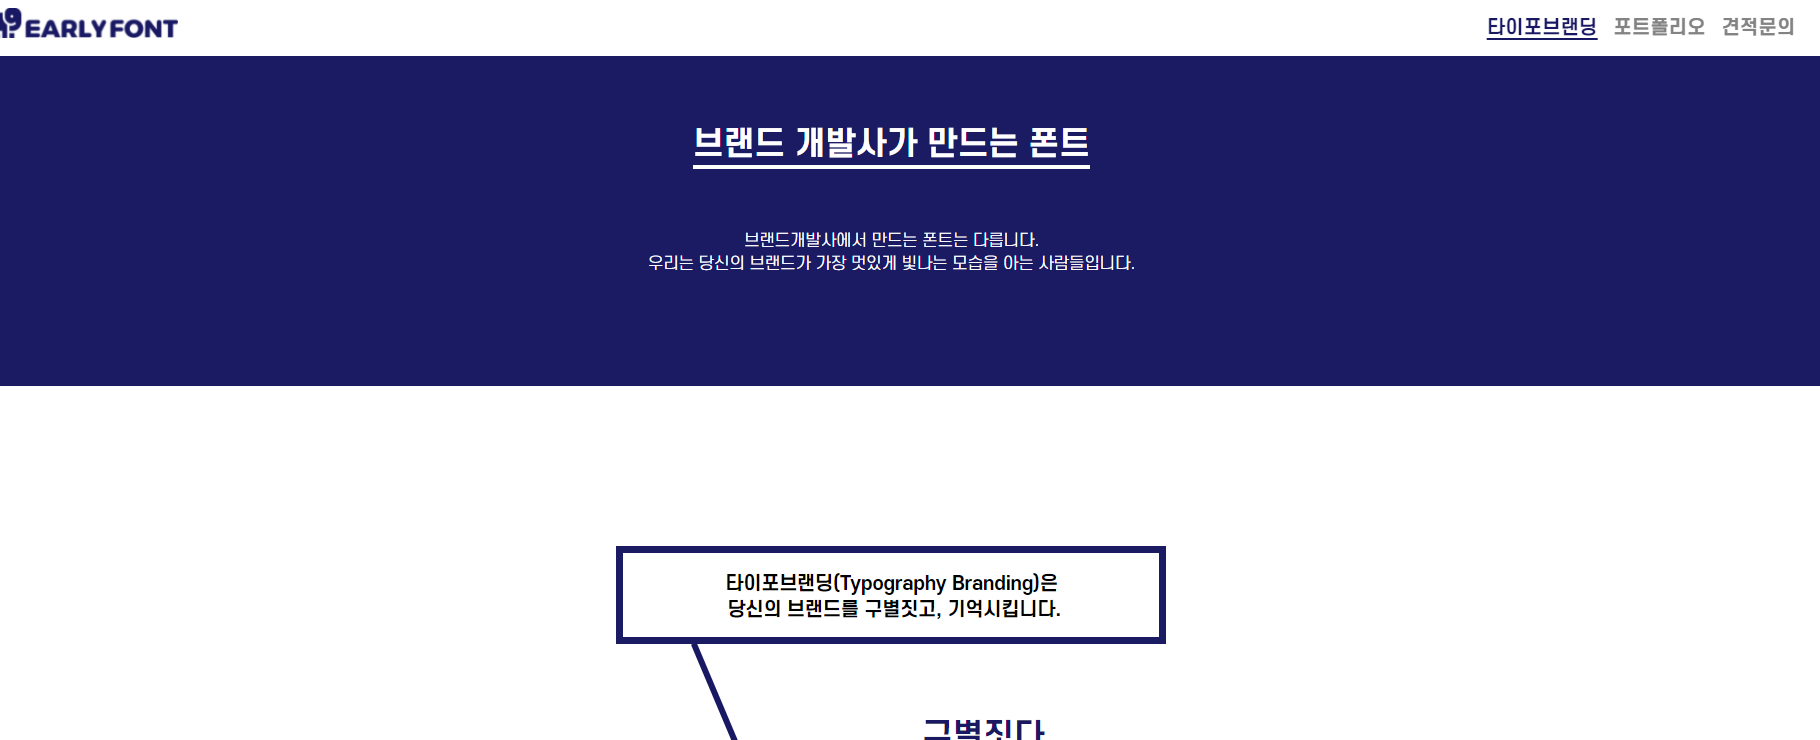 EARLYFONT
타이포브랜딩 포트폴리오 견적문의
브랜드 개발사가 만드는 폰트
브랜드개발사에서 만드는 폰트는 다릅니다.
우리는 당신의 브랜드가 가장 멋있게 빛나는 모습을 아는 사람들입니다.
타이포브랜딩(Typography Branding)은
당신의 브랜드를 구별짓고, 기억시킵니다.
구별짓다